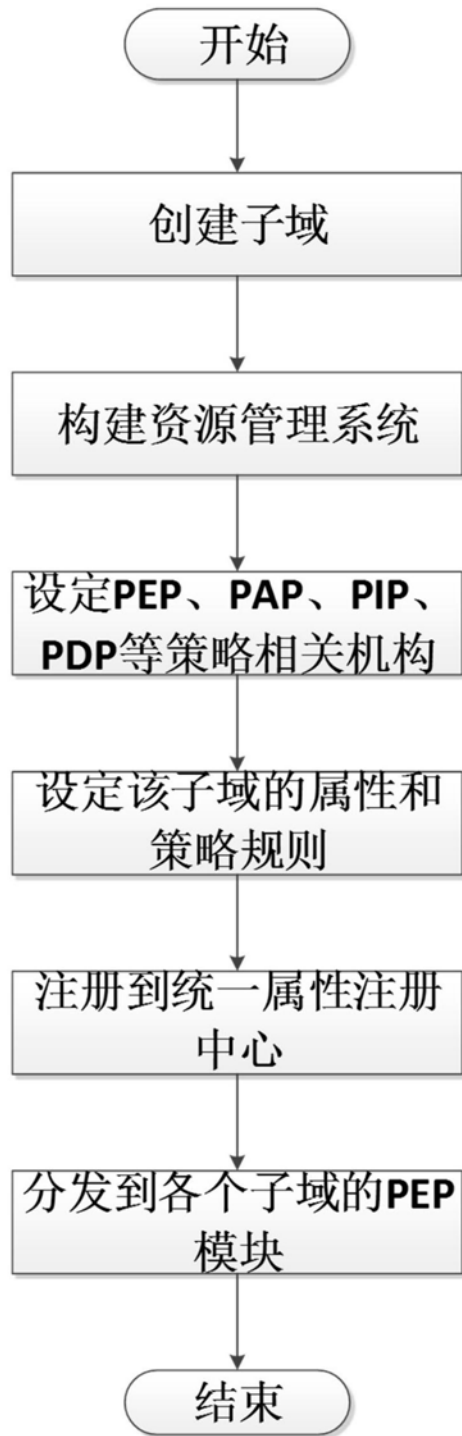 开始
创建子域
构建资源管理系统
设定PEP、PAP、PIP、
PDP等策略相关机构
设定该子域的属性和
策略规则
注册到统一属性注册
中心
分发到各个子域的PEP
模块
结束